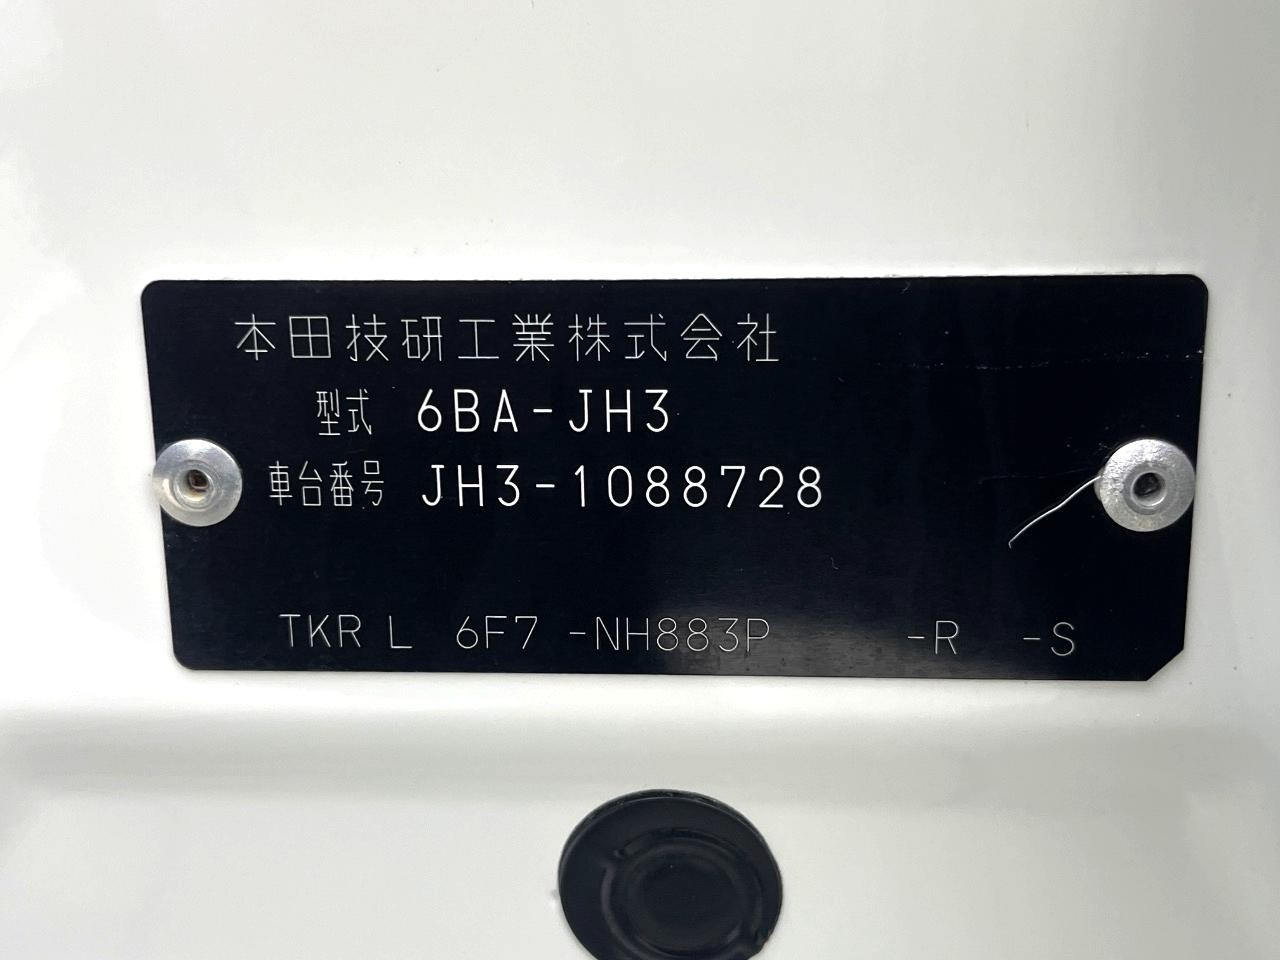 本田技研工業株式会社
型式 6BA-JH3
車台番号 JH3-1088728
TKR L 6F7 -NH883P -R -S